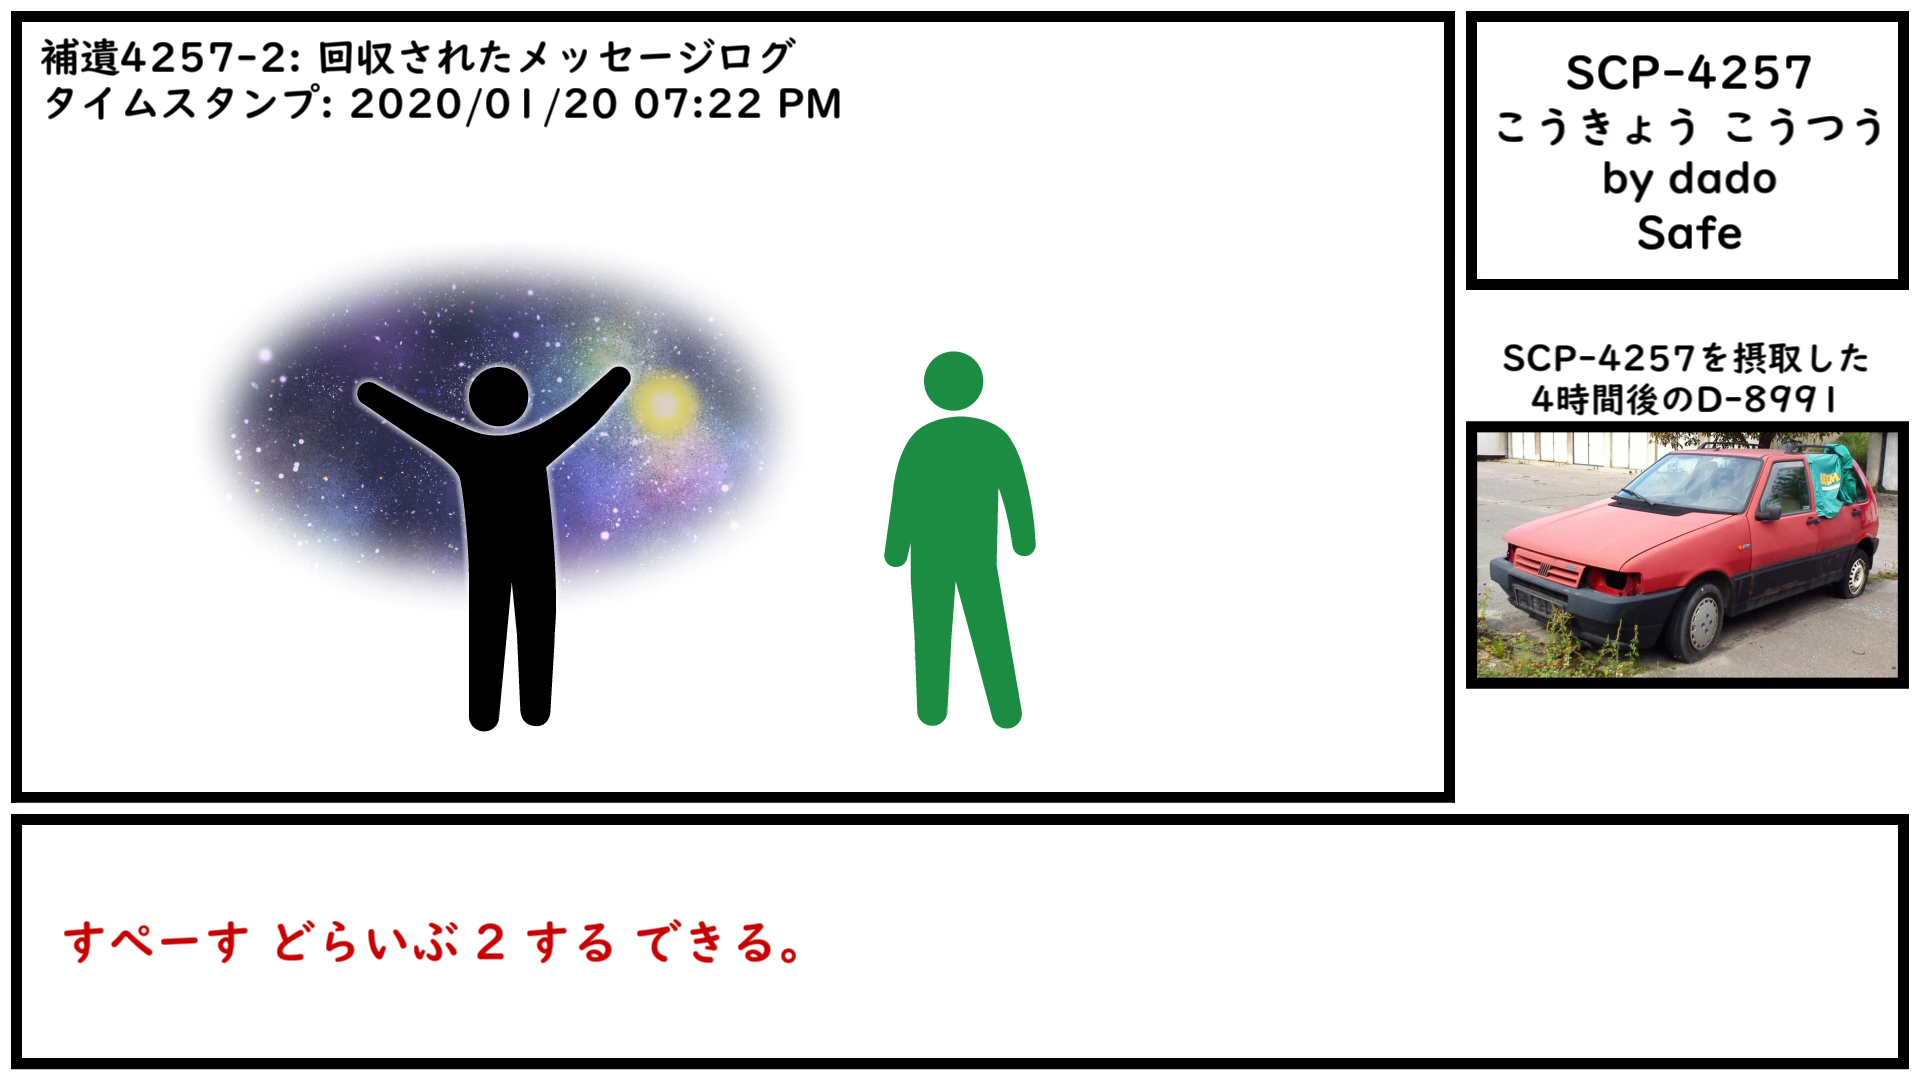 補遺4257-2: 回収されたメッセージログ
タイムスタンプ: 2020/01/20 07:22 PM
SCP-4257
こうきょう こうつう
by dado
Safe
SCP-4257を摂取した
4時間後のD-8991
すぺーす どらいぶ 2 する できる。